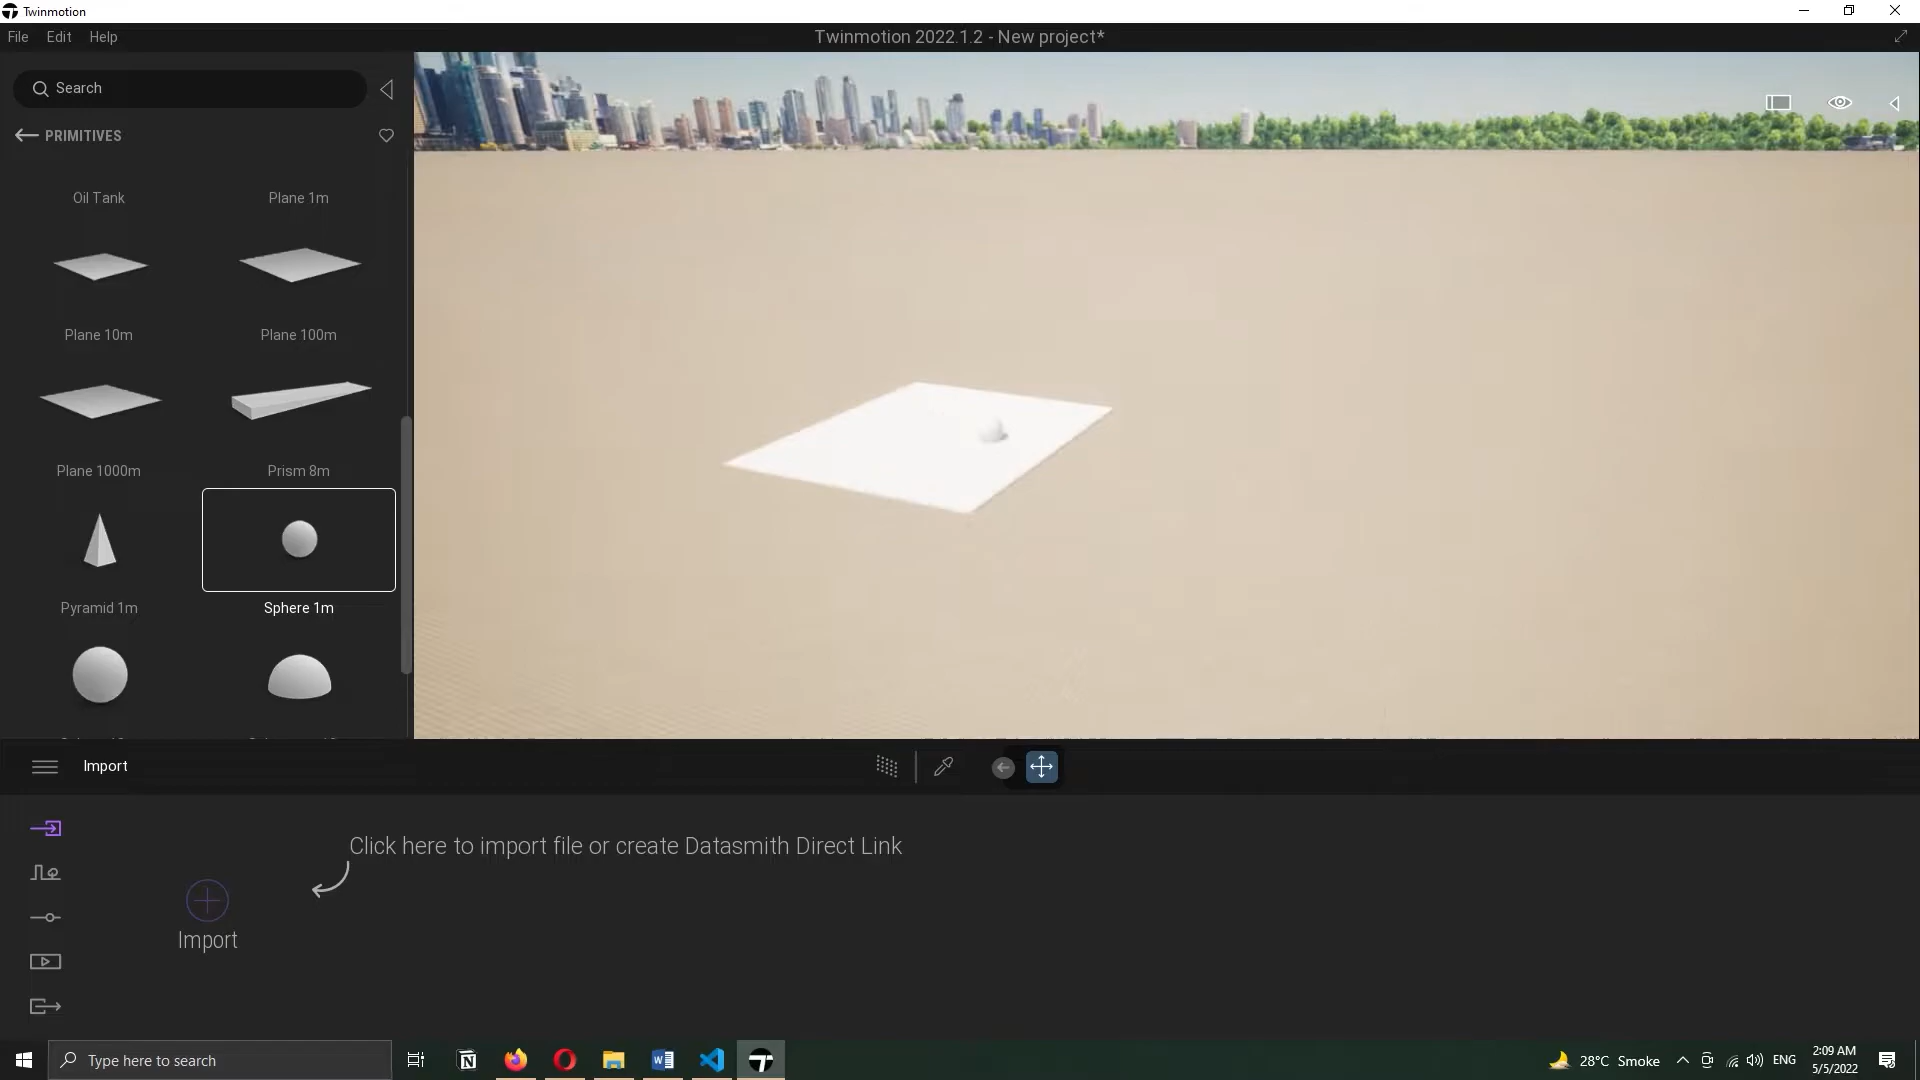 Twinmotion
File Edit Help
Twinmotion 2022.1.2 - New project*
Search
PRIMITIVES
Oil Tank
Plane 1m
Plane 10m
Plane 100m
Plane 1000m
Prism 8m
Pyramid 1m
Sphere 1m
Import
Click here to import file or create Datasmith Direct Link
Import
Type here to search
28°C Smoke
ENG
2:09 AM
5/5/2022